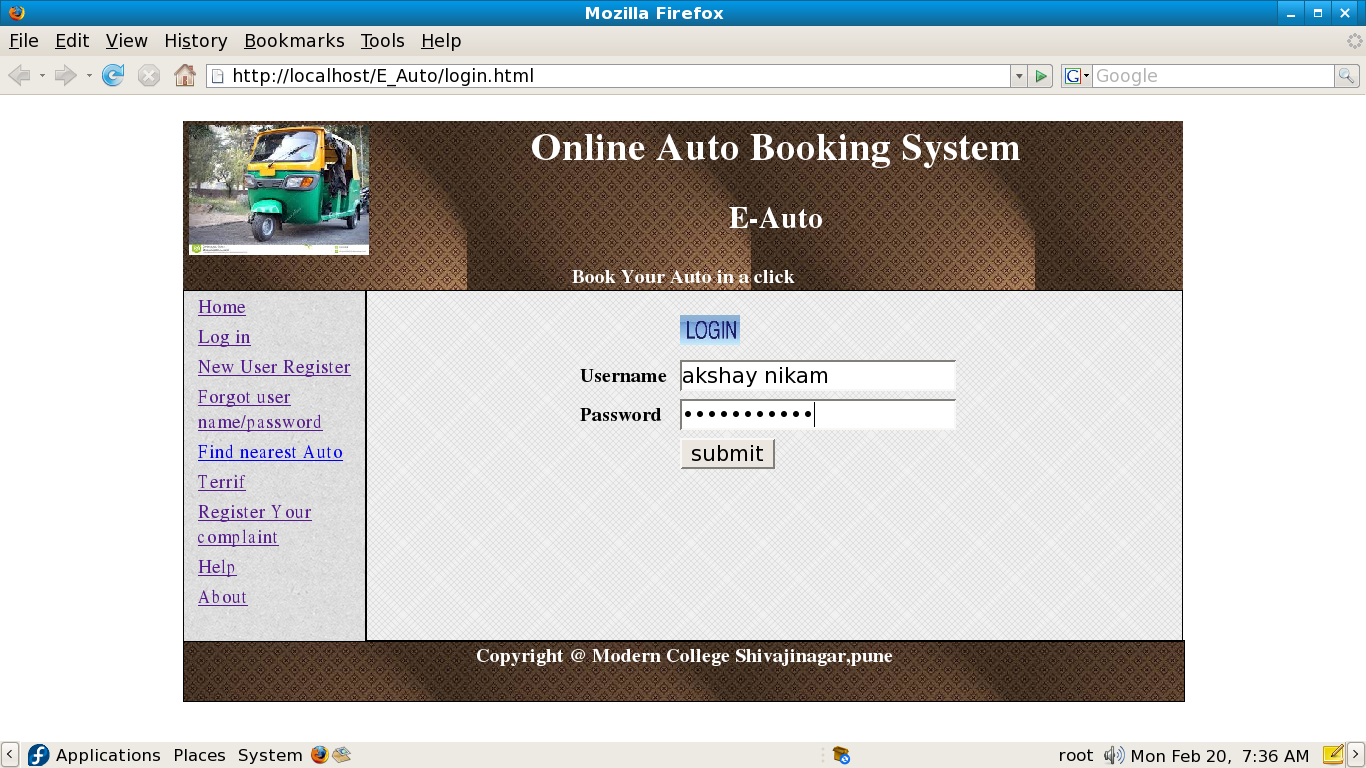 Mozilla Firefox
File Edit View History Bookmarks Tools Help
http://localhost/E_Auto/login.html
G
Google
Online Auto Booking System
E-Auto
Book Your Auto in a click
Home
Log in
New User Register
Forgot user
name/password
Find nearest Auto
Terrif
Register Your
complaint
Help
About
LOGIN
Username akshay nikam
Password •••••••••••
submit
Copyright @ Modern College Shivajinagar,pune
Applications Places System
root Mon Feb 20, 7:36 AM